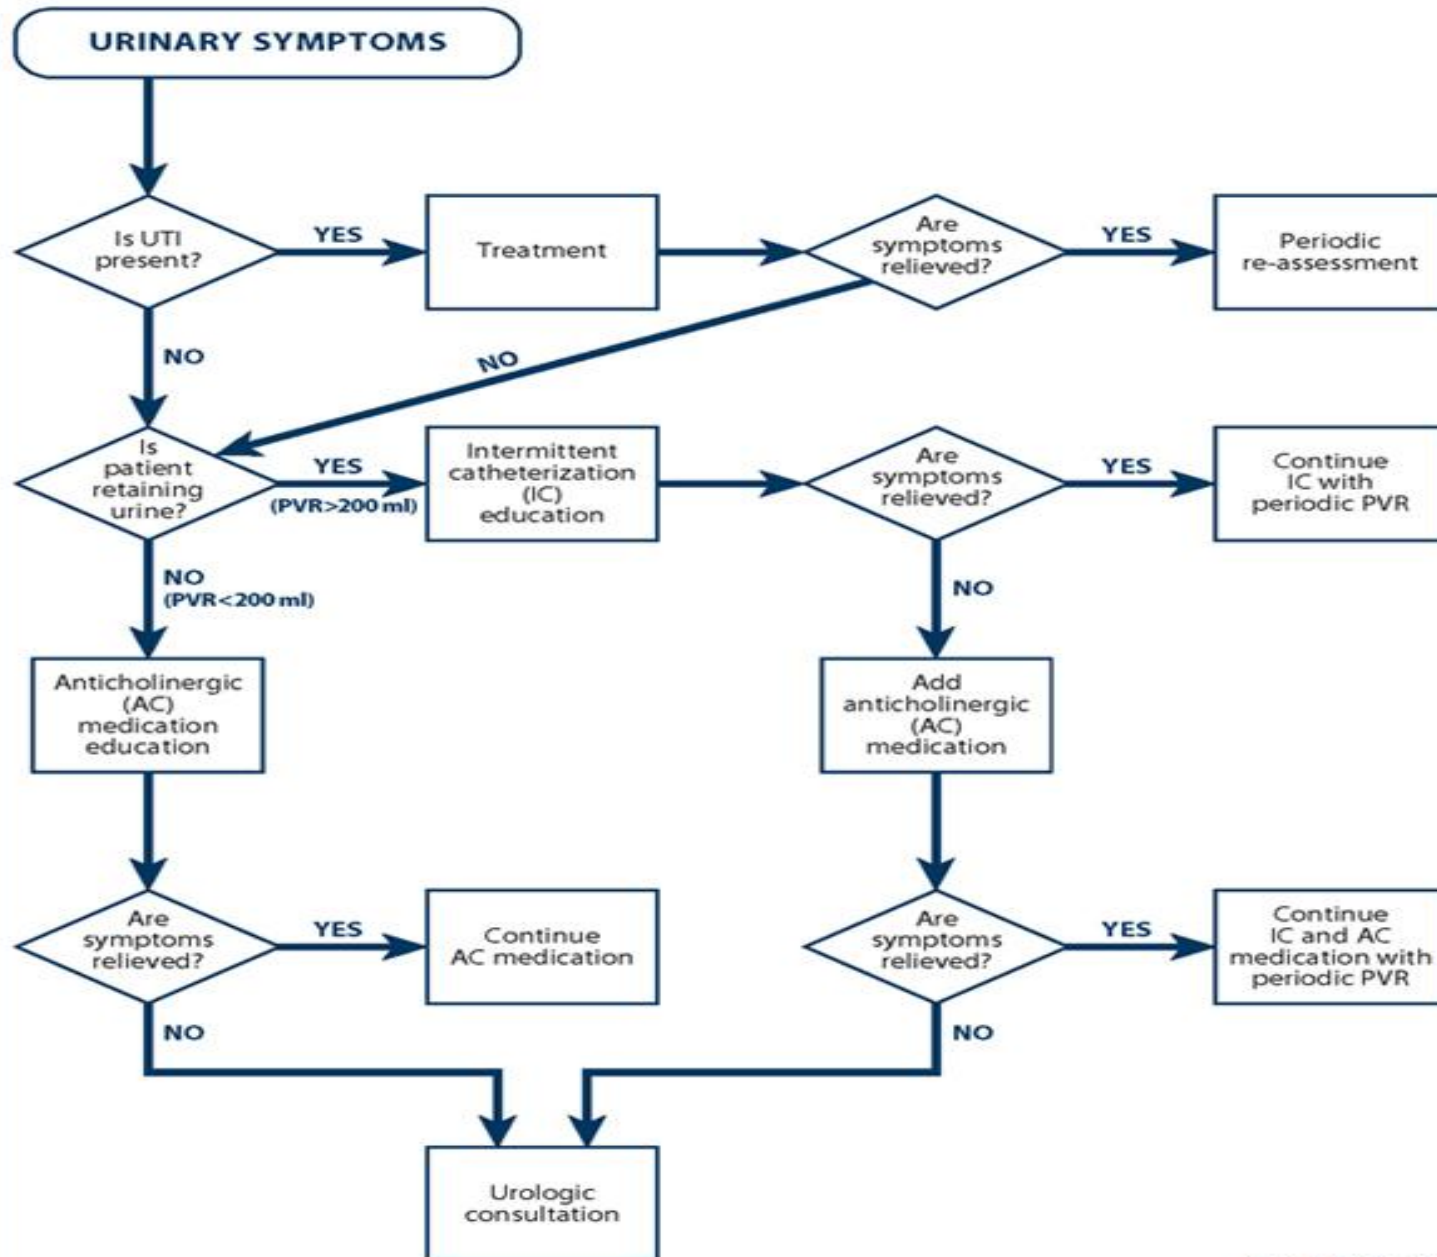 URINARY SYMPTOMS
Is UTI
present?
YES
Treatment
Are
symptoms
relieved?
YES
Periodic
re-assessment
NO
NO
Is
patient
retaining
urine?
YES
(PVR>200 ml)
Intermittent
catheterization
(IC)
education
Are
symptoms
relieved?
YES
Continue
IC with
periodic PVR
NO
(PVR<200 ml)
NO
Anticholinergic
(AC)
medication
education
Add
anticholinergic
(AC)
medication
Are
symptoms
relieved?
YES
Continue
AC medication
Are
symptoms
relieved?
YES
Continue
IC and AC
medication with
periodic PVR
NO
NO
Urologic
consultation